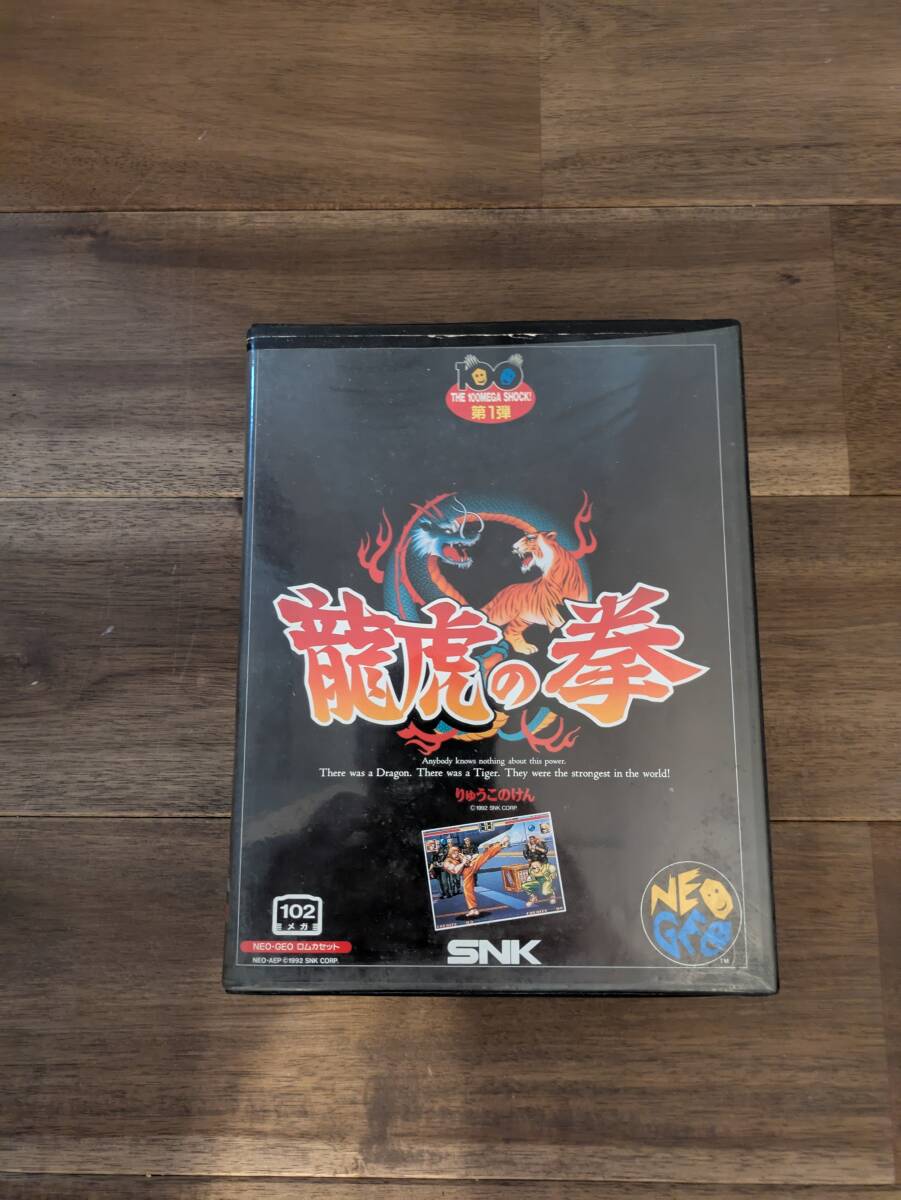 100
THE 100MEGA SHOCK!
第1弾
龍虎の拳
Anybody knows nothing about this power.
There was a Dragon. There was a Tiger. They were the strongest in the world!
りゅうこのけん
©1992 SNK CORP.
102
メガ
NEO-GEO ロムカセット
NEO-AEP ©1992 SNK CORP.
SNK
NEO
GEO
TM